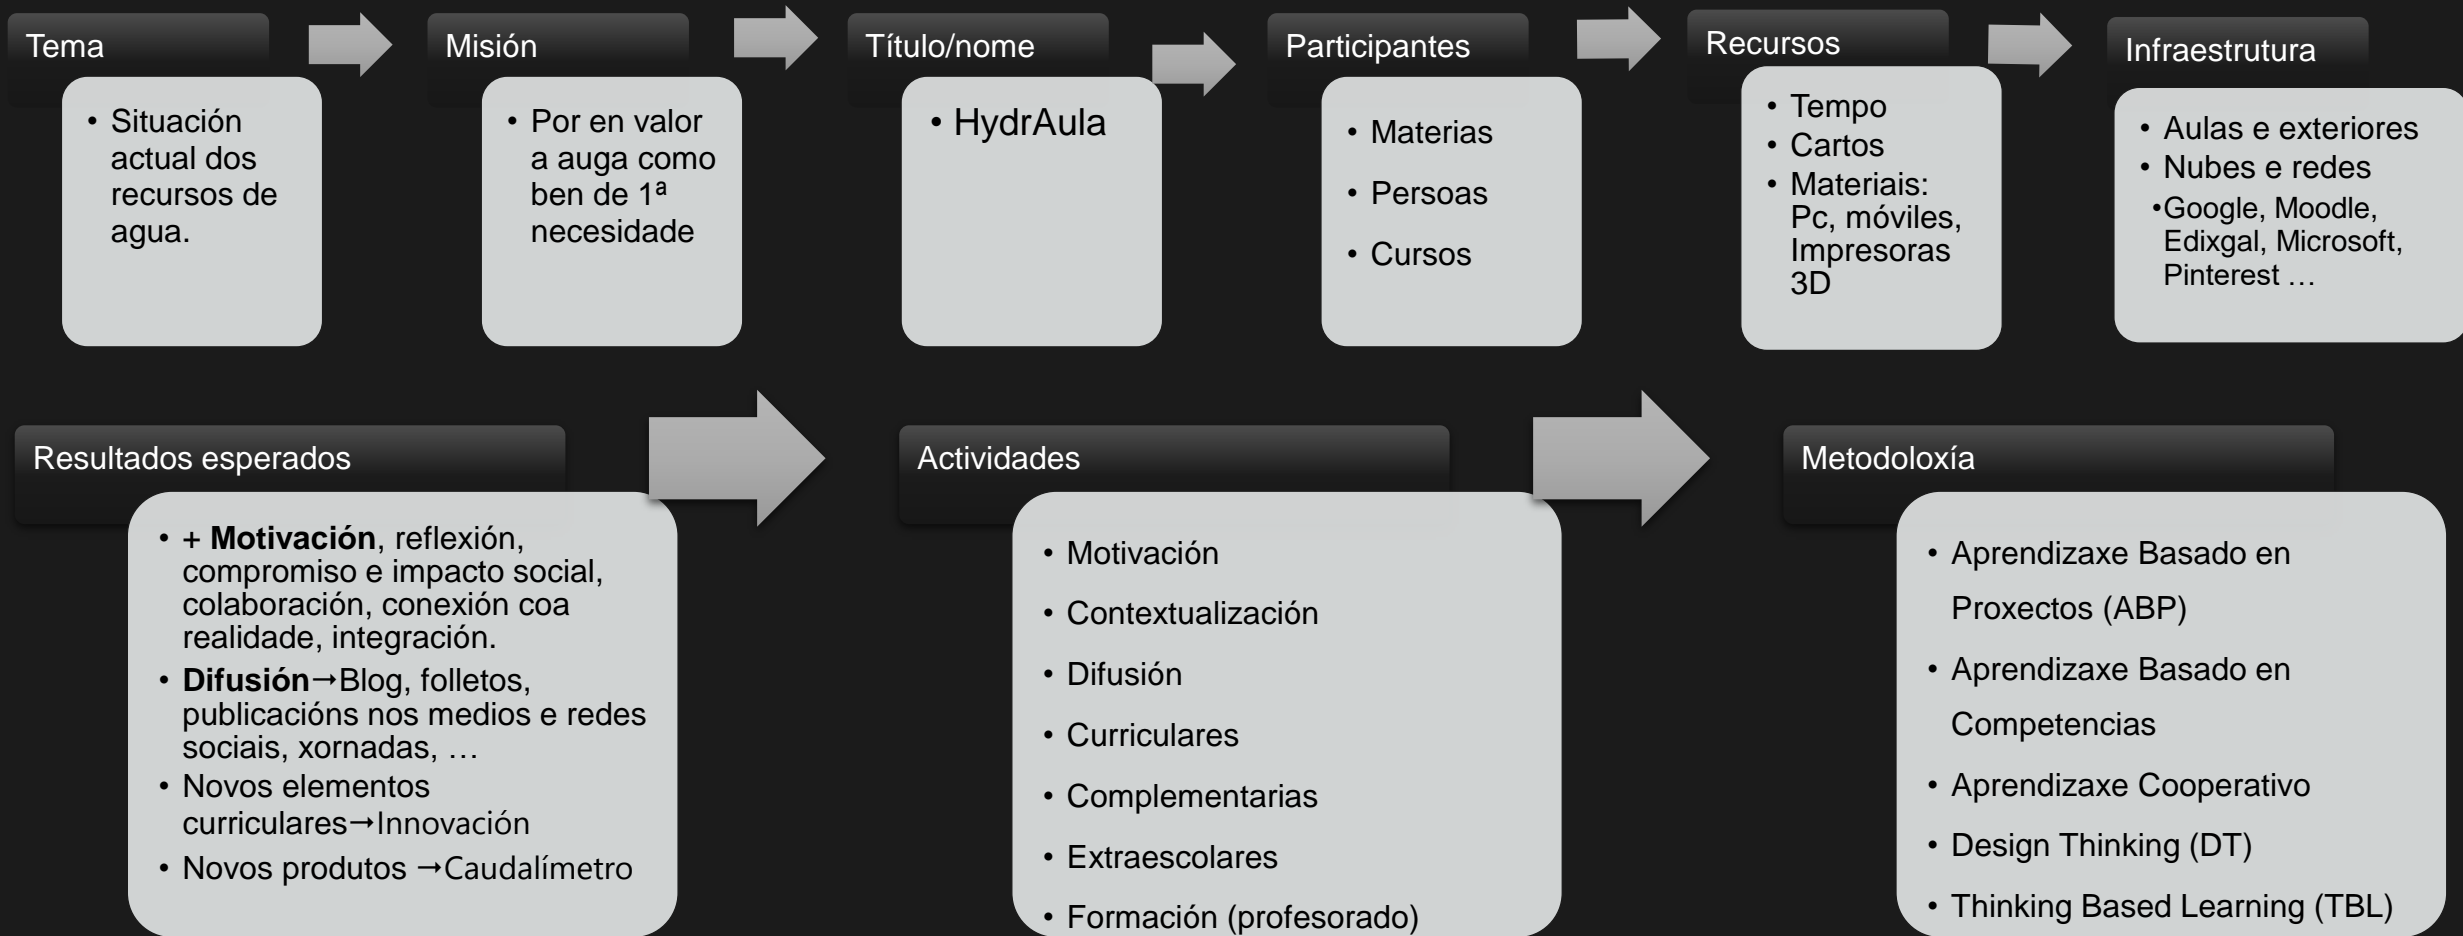 Tema
• Situación
actual dos
recursos de
agua.
Misión
• Por en valor
a auga como
ben de 1ª
necesidade
Título/nome
• HydrAula
Participantes
• Materias
• Persoas
• Cursos
Recursos
• Tempo
• Cartos
• Materiais:
Pc, móviles,
Impresoras
3D
Infraestrutura
• Aulas e exteriores
• Nubes e redes
•Google, Moodle,
Edixgal, Microsoft,
Pinterest …
Resultados esperados
• + Motivación, reflexión,
compromiso e impacto social,
colaboración, conexión coa
realidade, integración.
• Difusión→Blog, folletos,
publicacións nos medios e redes
sociais, xornadas, …
• Novos elementos
curriculares→Innovación
• Novos produtos →Caudalímetro
Actividades
• Motivación
• Contextualización
• Difusión
• Curriculares
• Complementarias
• Extraescolares
• Formación (profesorado)
Metodoloxía
• Aprendizaxe Basado en
Proxectos (ABP)
• Aprendizaxe Basado en
Competencias
• Aprendizaxe Cooperativo
• Design Thinking (DT)
• Thinking Based Learning (TBL)